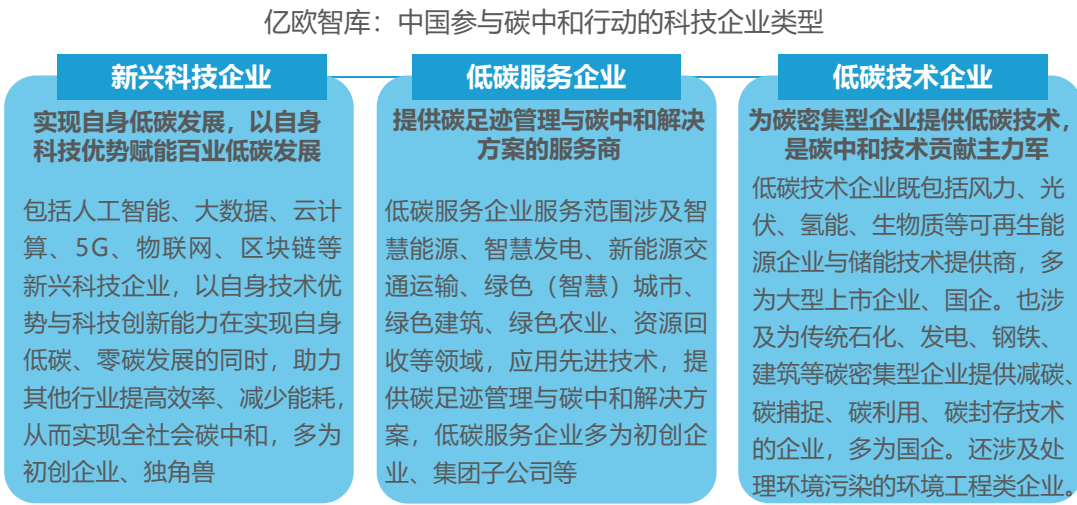 亿欧智库：中国参与碳中和行动的科技企业类型
新兴科技企业
实现自身低碳发展，以自身
科技优势赋能百业低碳发展
包括人工智能、大数据、云计
算、5G、物联网、区块链等
新兴科技企业，以自身技术优
势与科技创新能力在实现自身
低碳、零碳发展的同时，助力
其他行业提高效率、减少能耗，
从而实现全社会碳中和，多为
初创企业、独角兽
低碳服务企业
提供碳足迹管理与碳中和解决
方案的服务商
低碳服务企业服务范围涉及智
慧能源、智慧发电、新能源交
通运输、绿色（智慧）城市、
绿色建筑、绿色农业、资源回
收等领域，应用先进技术，提
供碳足迹管理与碳中和解决方
案，低碳服务企业多为初创企
业、集团子公司等
低碳技术企业
为碳密集型企业提供低碳技术，
是碳中和技术贡献主力军
低碳技术企业既包括风力、光
伏、氢能、生物质等可再生能
源企业与储能技术提供商，多
为大型上市企业、国企。也涉
及为传统石化、发电、钢铁、
建筑等碳密集型企业提供减碳、
碳捕捉、碳利用、碳封存技术
的企业，多为国企。还涉及处
理环境污染的环境工程类企业。